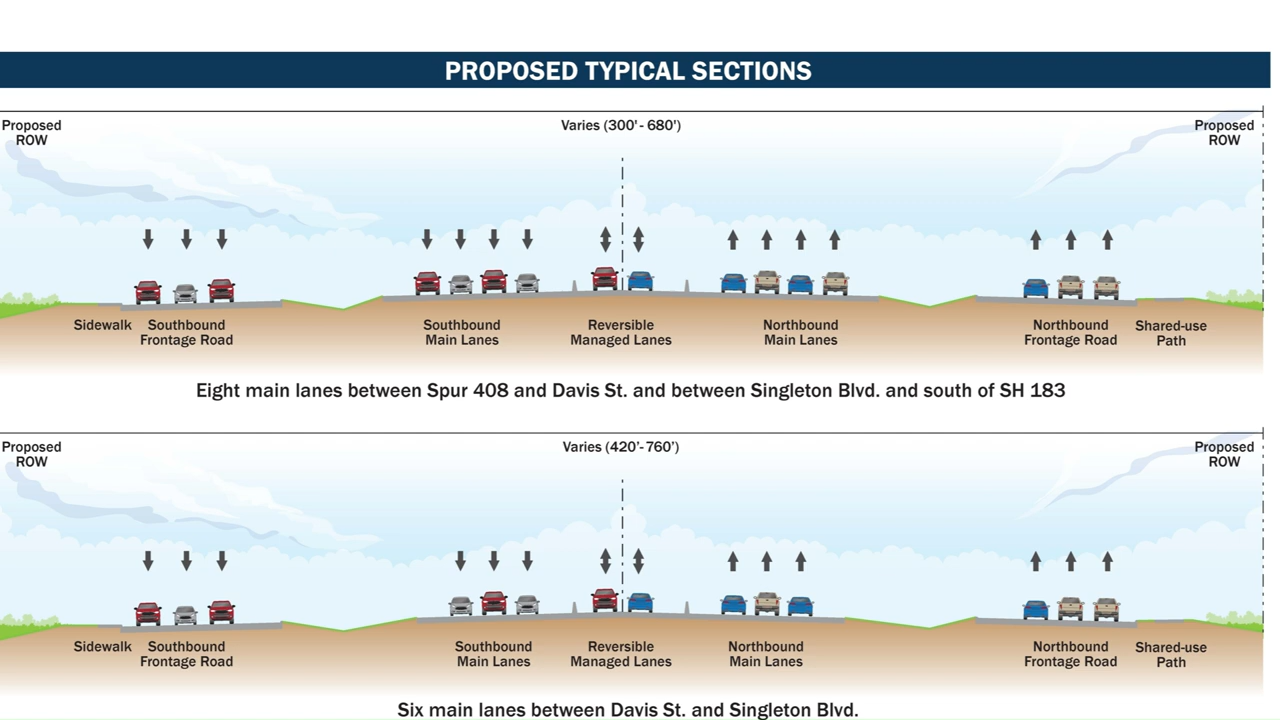 PROPOSED TYPICAL SECTIONS
Proposed
ROW
Varies (300' - 680')
Proposed
ROW
Sidewalk
Southbound
Frontage Road
Southbound
Main Lanes
Reversible
Managed Lanes
Northbound
Main Lanes
Northbound
Frontage Road
Shared-use
Path
Eight main lanes between Spur 408 and Davis St. and between Singleton Blvd. and south of SH 183
Proposed
ROW
Varies (420’- 760’)
Proposed
ROW
Sidewalk
Southbound
Frontage Road
Southbound
Main Lanes
Reversible
Managed Lanes
Northbound
Main Lanes
Northbound
Frontage Road
Shared-use
Path
Six main lanes between Davis St. and Singleton Blvd.